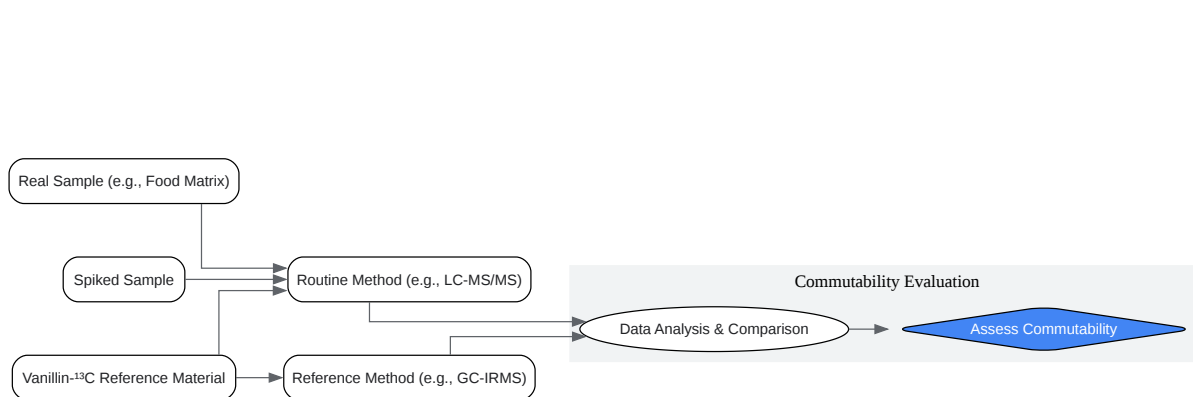 Real Sample (e.g., Food Matrix)
Spiked Sample
Routine Method (e.g., LC-MS/MS)
Commutability Evaluation
Data Analysis & Comparison
Assess Commutability
Vanillin-¹³C Reference Material
Reference Method (e.g., GC-IRMS)